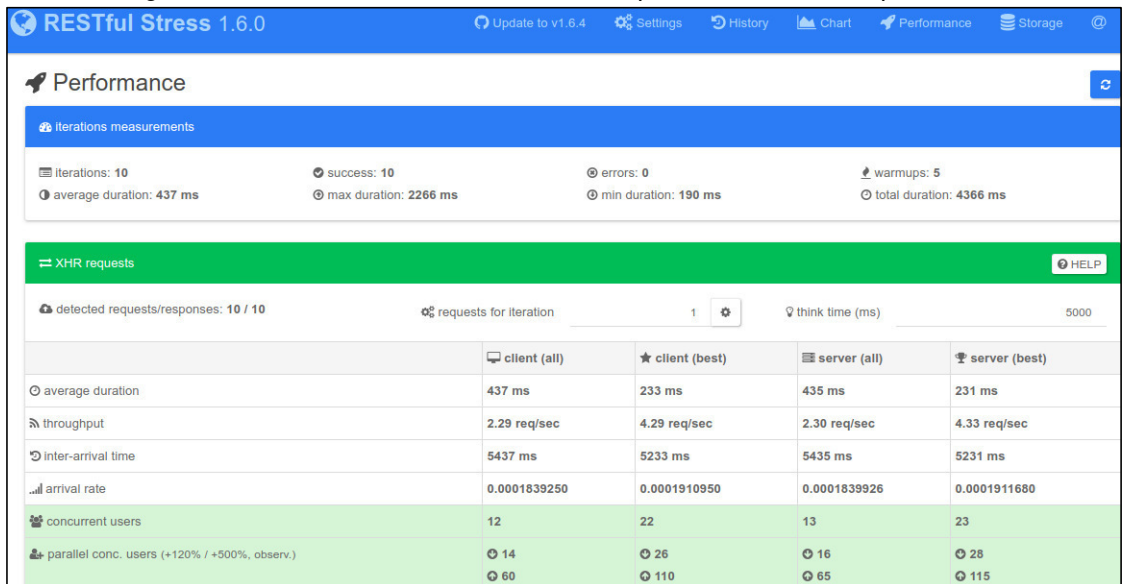 RESTful Stress 1.6.0 Update to v1.6.4 Settings History Chart Performance Storage @
Performance
iterations measurements
iterations: 10 success: 10 errors: 0 warmups: 5
average duration: 437 ms max duration: 2266 ms min duration: 190 ms total duration: 4366 ms
XHR requests HELP
detected requests/responses: 10 / 10 requests for iteration 1 think time (ms) 5000
client (all) client (best) server (all) server (best)
average duration 437 ms 233 ms 435 ms 231 ms
throughput 2.29 req/sec 4.29 req/sec 2.30 req/sec 4.33 req/sec
inter-arrival time 5437 ms 5233 ms 5435 ms 5231 ms
arrival rate 0.0001839250 0.0001910950 0.0001839926 0.0001911680
concurrent users 12 22 13 23
parallel conc. users (+120% / +500%, observ.) 14 26 16 28
60 110 65 115